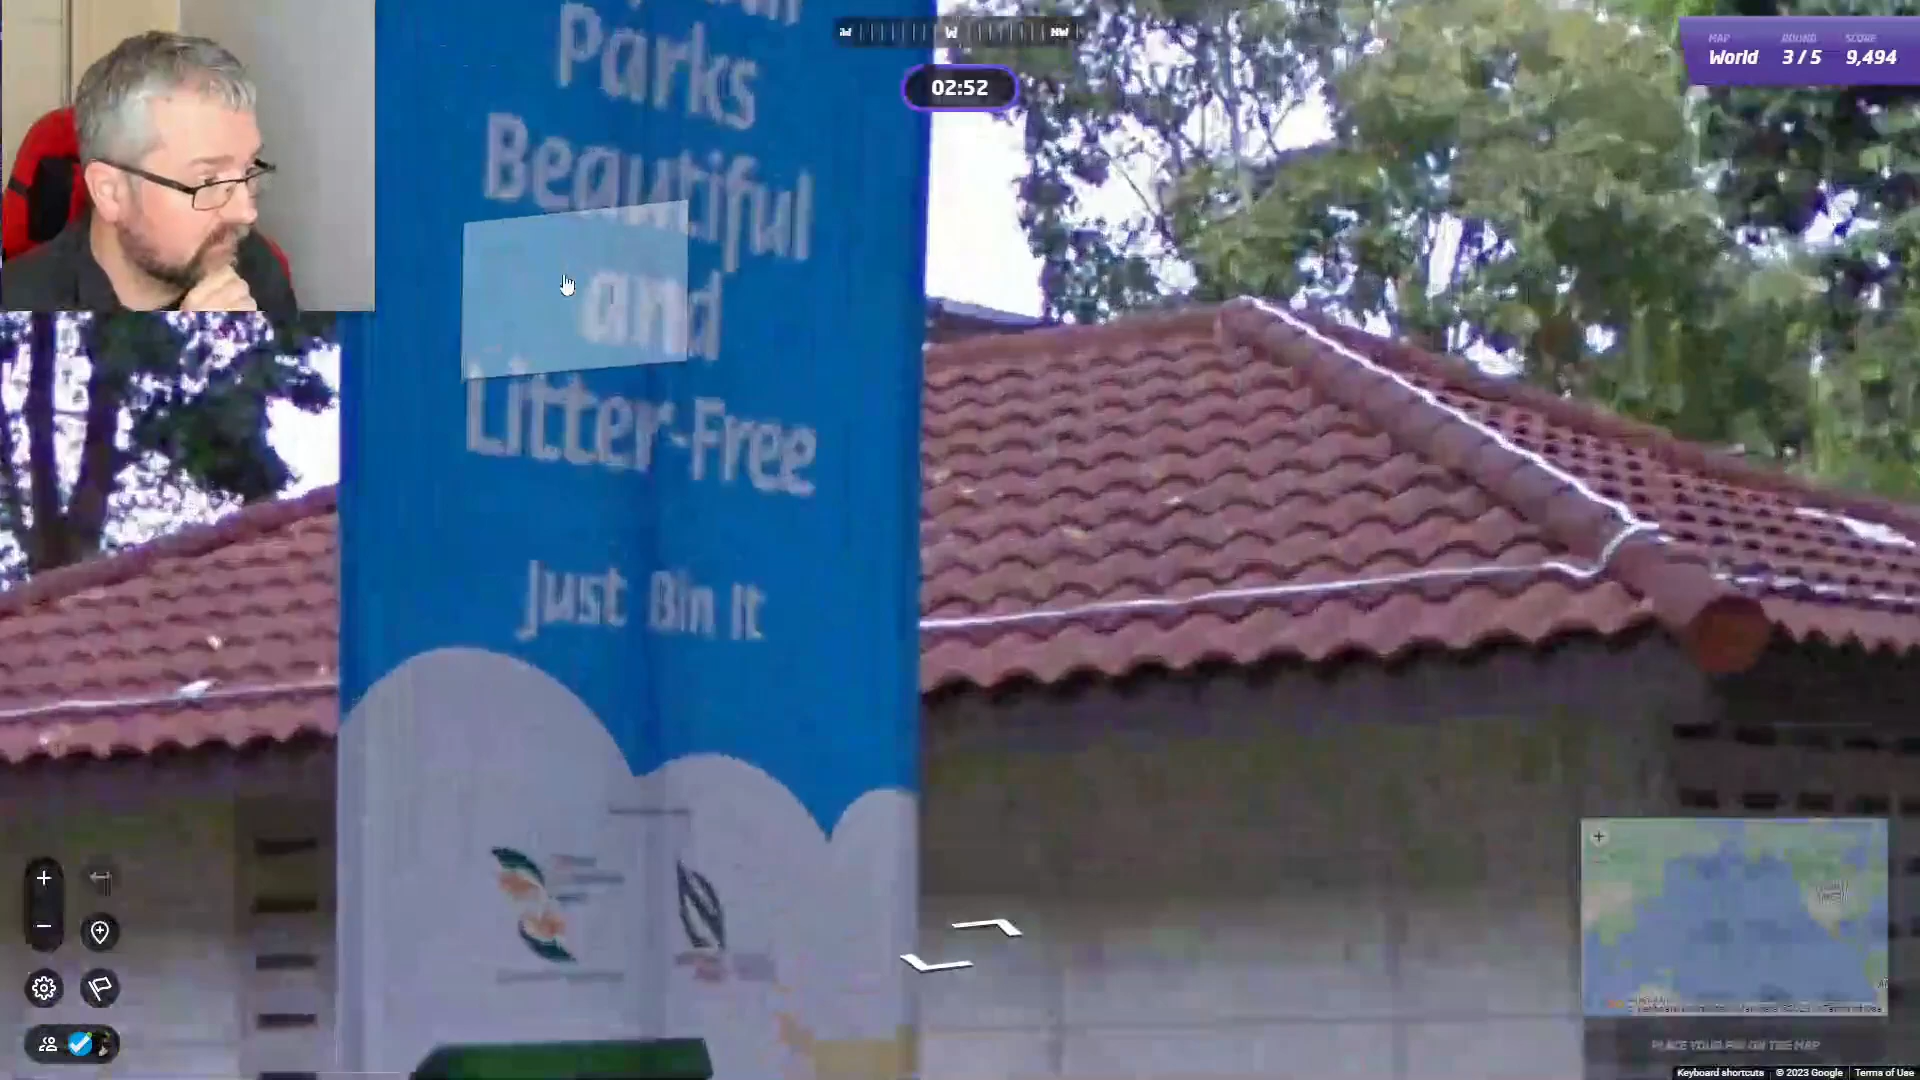 Parks
Beautiful
and
Litter-Free
Just Bin It
W
NW
02:52
MAP
World
ROUND
3 / 5
SCORE
9,494
PLACE YOUR PIN ON THE MAP
Keyboard shortcuts
© 2023 Google
Terms of Use